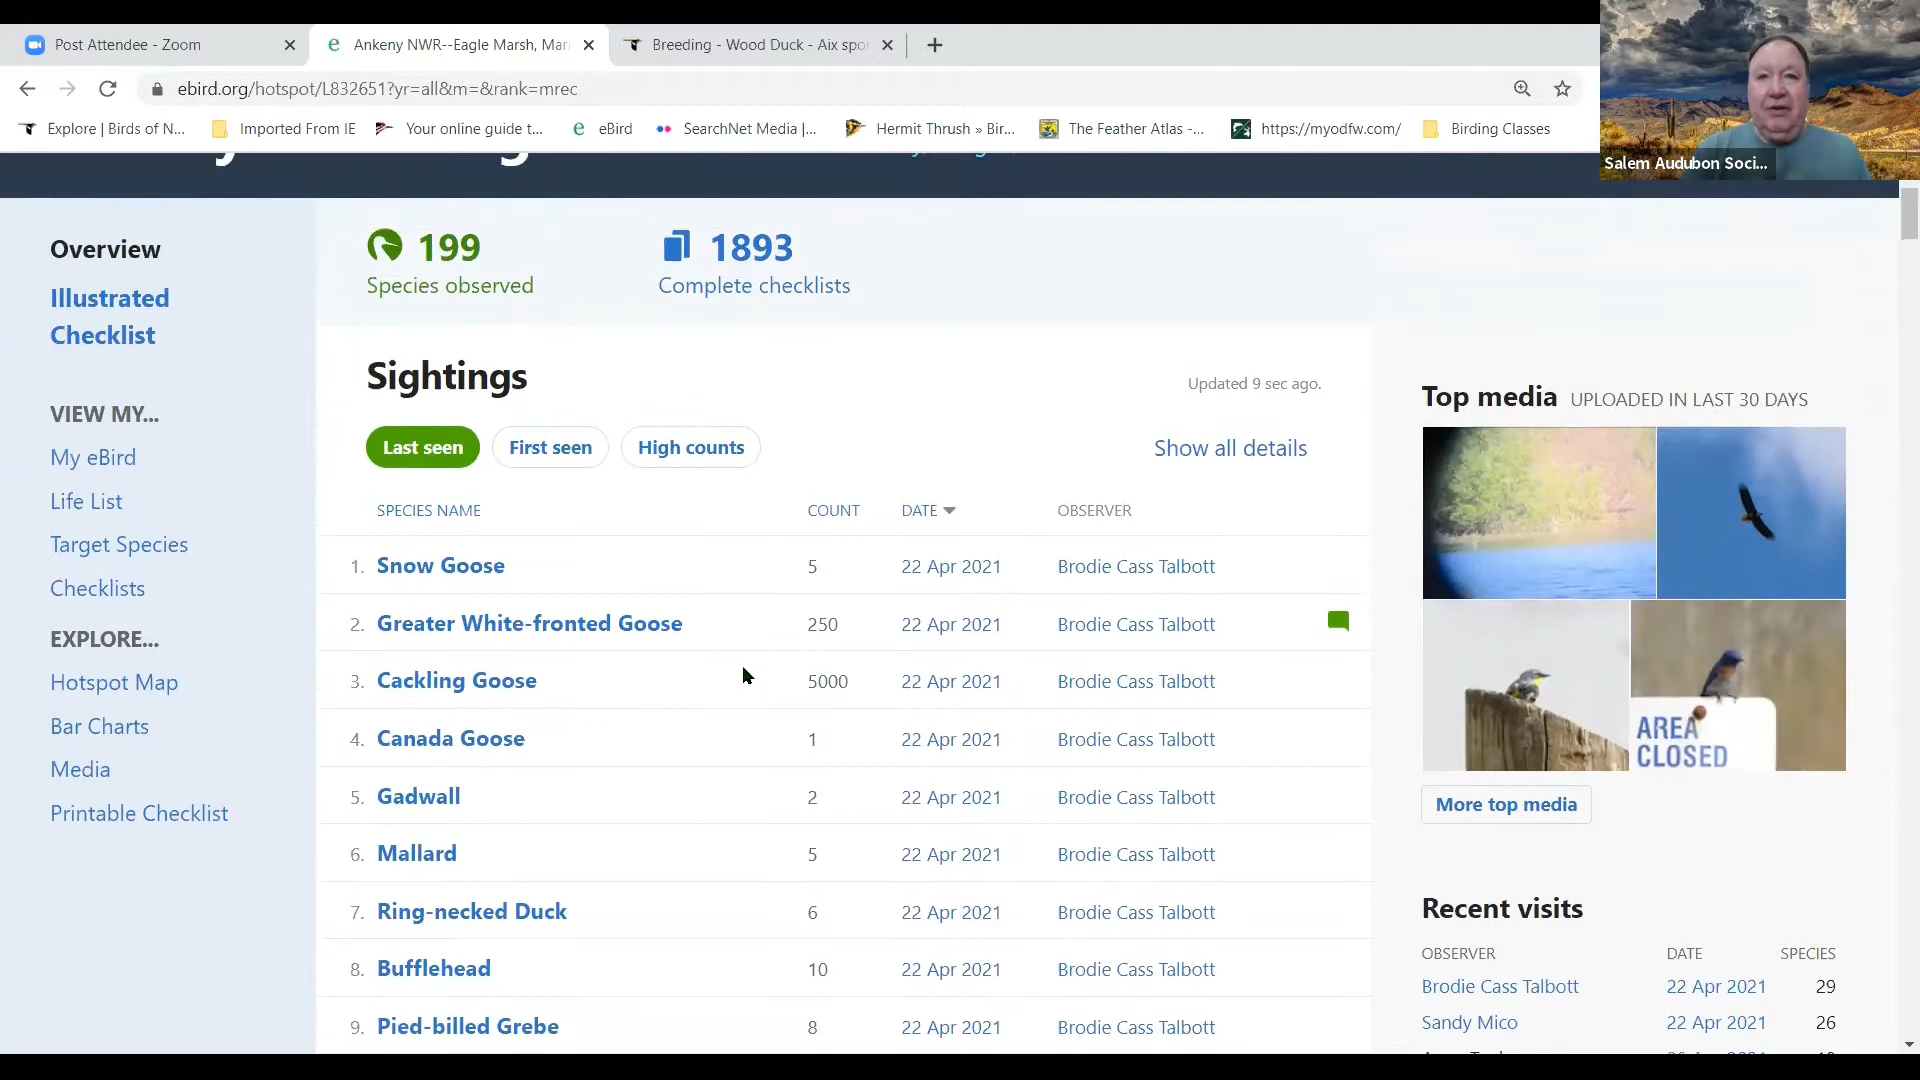 Post Attendee - Zoom
Ankeny NWR--Eagle Marsh, Mar
Breeding - Wood Duck - Aix spo
ebird.org/hotspot/L832651?yr=all&m=&rank=mrec
Explore | Birds of N...
Imported From IE
Your online guide t...
eBird
SearchNet Media |...
Hermit Thrush » Bir...
The Feather Atlas -...
https://myodfw.com/
Birding Classes
Salem Audubon Soci...
Overview
Illustrated
Checklist
VIEW MY...
My eBird
Life List
Target Species
Checklists
EXPLORE...
Hotspot Map
Bar Charts
Media
Printable Checklist
199
Species observed
1893
Complete checklists
Sightings
Updated 9 sec ago.
Last seen
First seen
High counts
Show all details
SPECIES NAME COUNT DATE OBSERVER
1. Snow Goose 5 22 Apr 2021 Brodie Cass Talbott
2. Greater White-fronted Goose 250 22 Apr 2021 Brodie Cass Talbott
3. Cackling Goose 5000 22 Apr 2021 Brodie Cass Talbott
4. Canada Goose 1 22 Apr 2021 Brodie Cass Talbott
5. Gadwall 2 22 Apr 2021 Brodie Cass Talbott
6. Mallard 5 22 Apr 2021 Brodie Cass Talbott
7. Ring-necked Duck 6 22 Apr 2021 Brodie Cass Talbott
8. Bufflehead 10 22 Apr 2021 Brodie Cass Talbott
9. Pied-billed Grebe 8 22 Apr 2021 Brodie Cass Talbott
Top media UPLOADED IN LAST 30 DAYS
AREA
CLOSED
More top media
Recent visits
OBSERVER DATE SPECIES
Brodie Cass Talbott 22 Apr 2021 29
Sandy Mico 22 Apr 2021 26